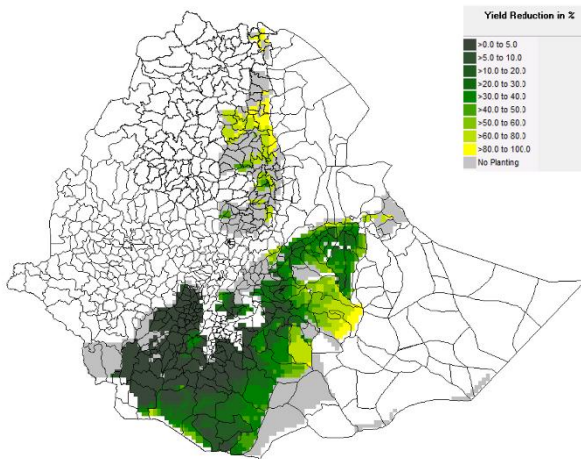 Yield Reduction in %
>0.0 to 5.0
>5.0 to 10.0
>10.0 to 20.0
>20.0 to 30.0
>30.0 to 40.0
>40.0 to 50.0
>50.0 to 60.0
>60.0 to 80.0
>80.0 to 100.0
No Planting